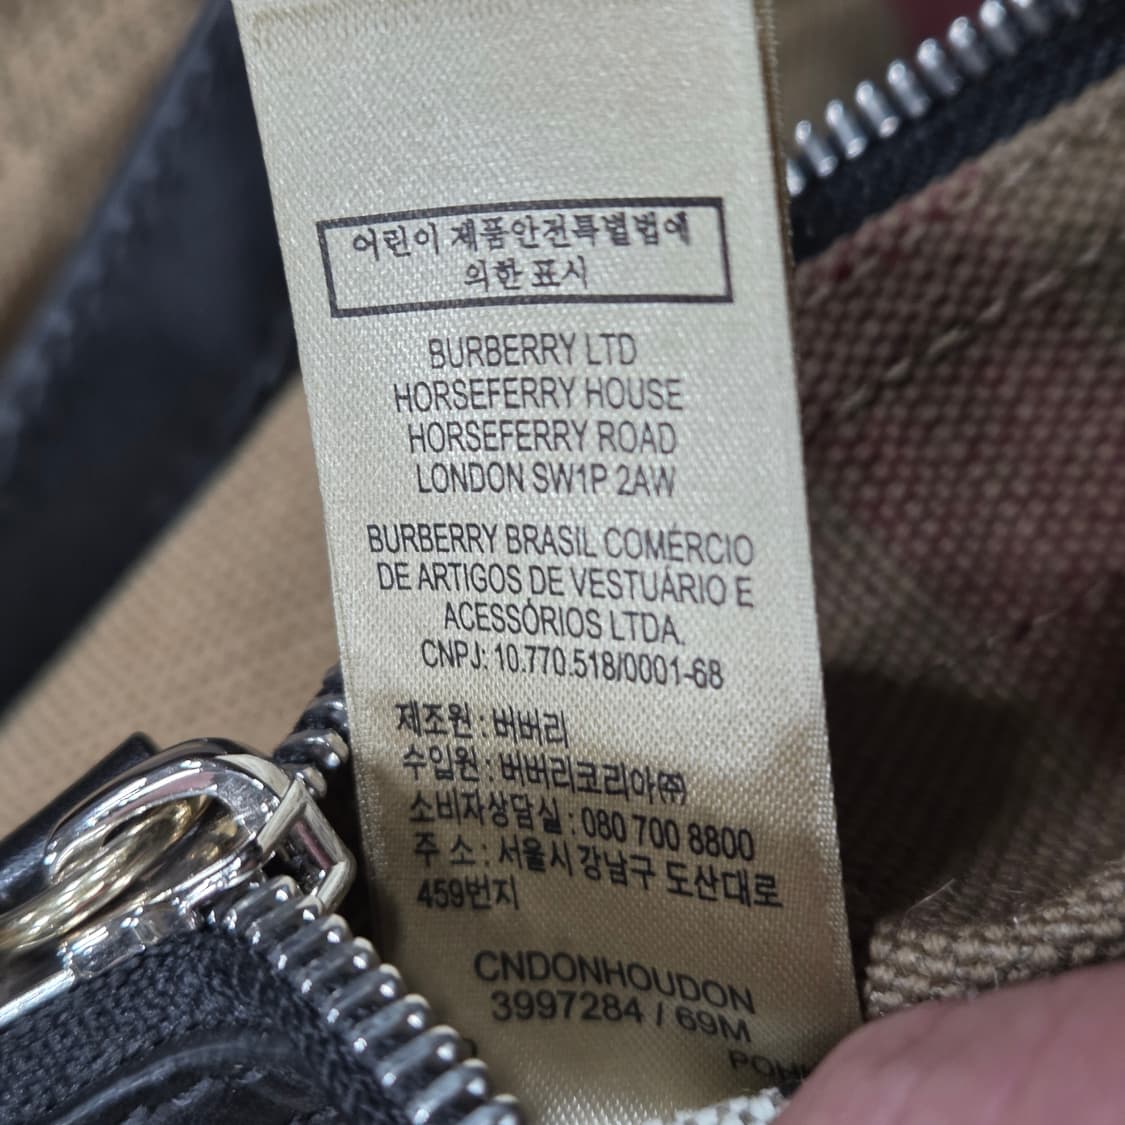 어린이 제품안전특별법에
의한 표시
BURBERRY LTD
HORSEFERRY HOUSE
HORSEFERRY ROAD
LONDON SW1P 2AW
BURBERRY BRASIL COMÉRCIO
DE ARTIGOS DE VESTUÁRIO E
ACESSÓRIOS LTDA.
CNPJ: 10.770.518/0001-68
제조원 : 버버리
수입원 : 버버리코리아㈜
소비자상담실 : 080 700 8800
주 소 : 서울시 강남구 도산대로
459번지
CNDONHOUDON
3997284 / 69M